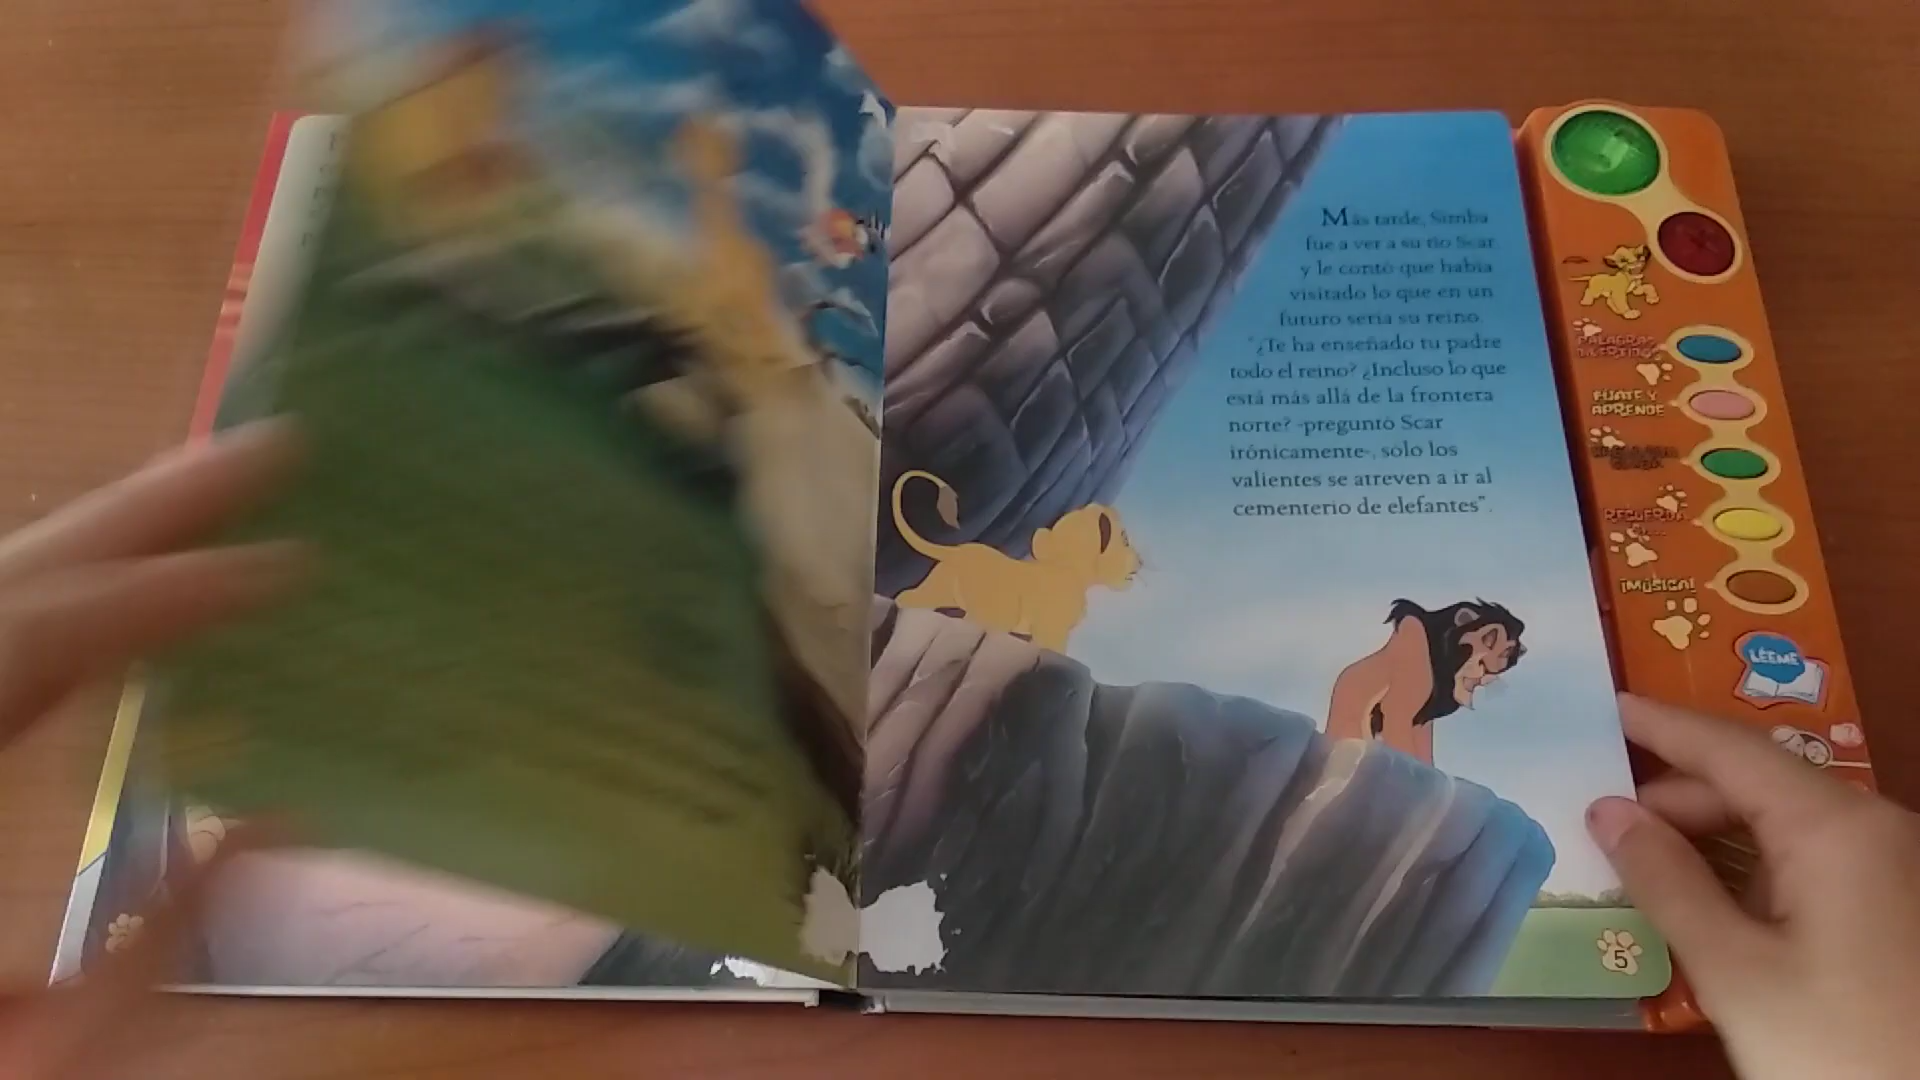 Más tarde, Simba
fue a ver a su tío Scar
y le contó que había
visitado lo que en un
futuro sería su reino.
"¿Te ha enseñado tu padre
todo el reino? ¿Incluso lo que
está más allá de la frontera
norte? -preguntó Scar
irónicamente-, sólo los
valientes se atreven a ir al
cementerio de elefantes".
5
PALABRAS
DIVERTIDAS
FÍJATE Y
APRENDE
RECUERDA
¡MÚSICA!
LÉEME